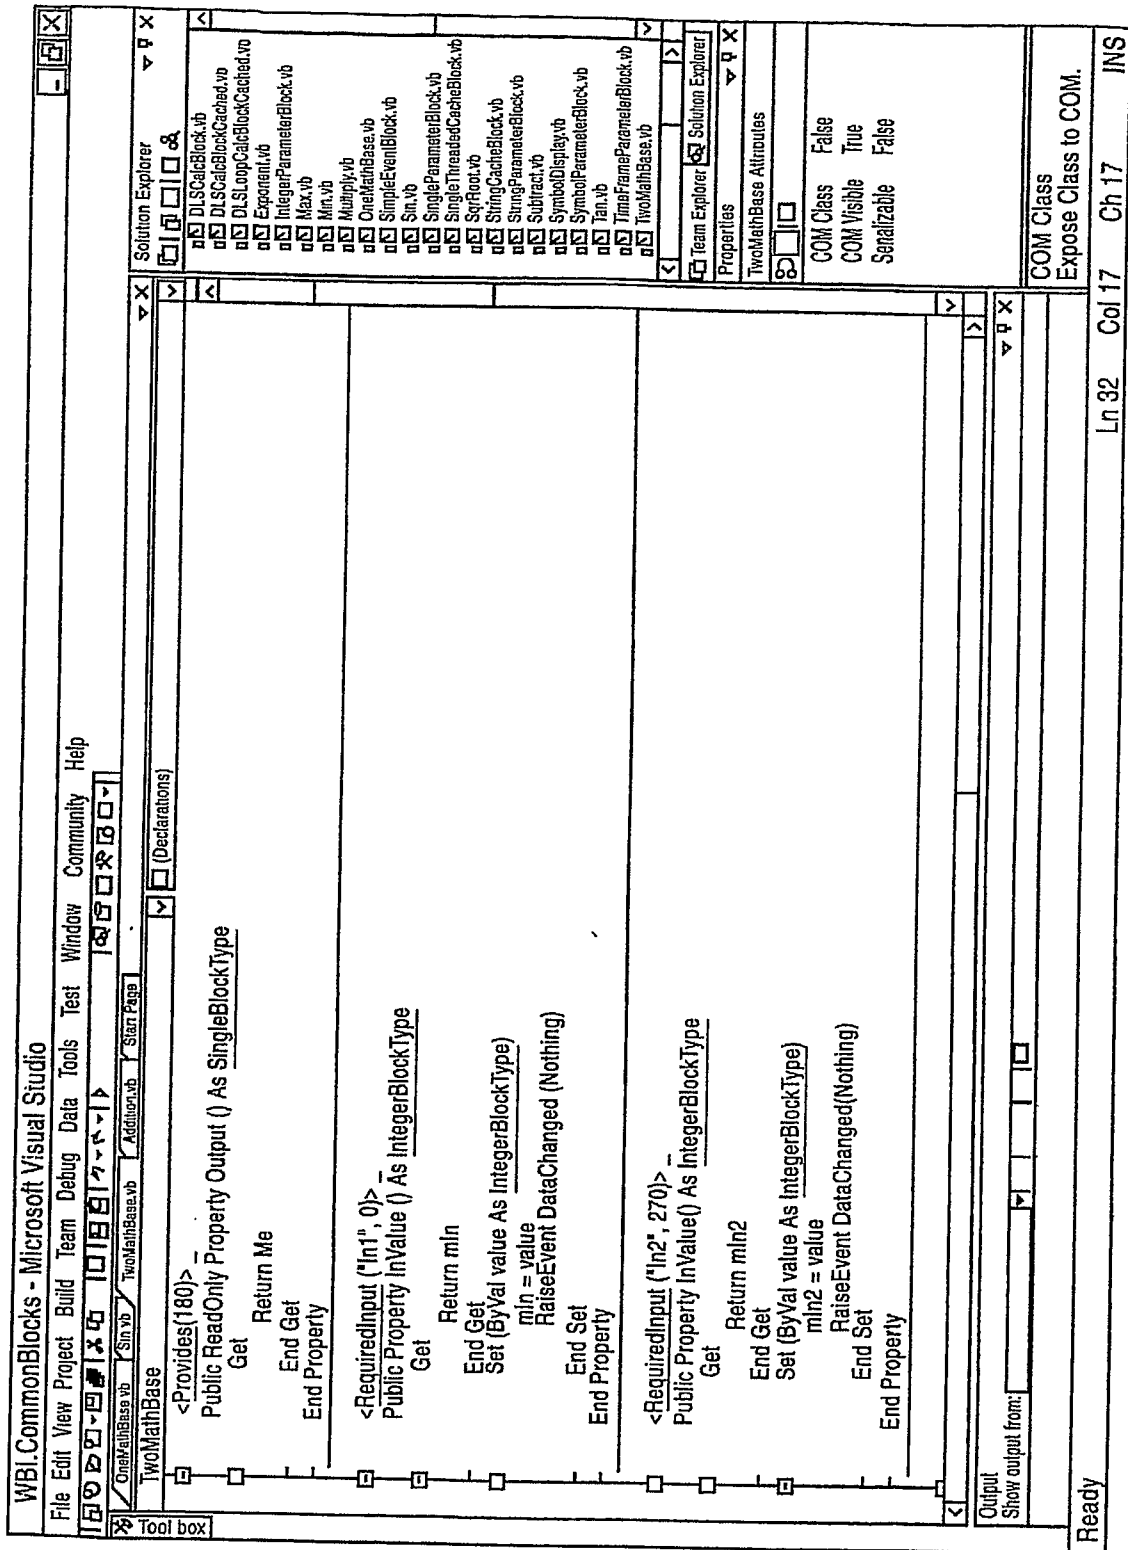 WBI.CommonBlocks - Microsoft Visual Studio
File Edit View Project Build Team Debug Data Tools Test Window Community Help
OneMathBase vb Sin vb TwoMathBase.vb Addition.vb Start Page
TwoMathBase
(Declarations)
Tool box
<Provides(180)> _
Public ReadOnly Property Output () As SingleBlockType
Get
Return Me
End Get
End Property
<RequiredInput ("In1", 0)> _
Public Property InValue () As IntegerBlockType
Get
Return mIn
End Get
Set (ByVal value As IntegerBlockType)
mIn = value
RaiseEvent DataChanged (Nothing)
End Set
End Property
<RequiredInput ("In2", 270)> _
Public Property InValue() As IntegerBlockType
Get
Return mIn2
End Get
Set (ByVal value As IntegerBlockType)
mIn2 = value
RaiseEvent DataChanged(Nothing)
End Set
End Property
Solution Explorer
DLSCalcBlock.vb
DLSCalcBlockCached.vb
DLSLoopCalcBlockCached.vb
Exponent.vb
IntegerParameterBlock.vb
Max.vb
Min.vb
Multiply.vb
OneMathBase.vb
SimpleEventBlock.vb
Sin.vb
SingleParameterBlock.vb
SingleThreadedCacheBlock.vb
SqrRoot.vb
StringCacheBlock.vb
StringParameterBlock.vb
Subtract.vb
SymbolDisplay.vb
SymbolParameterBlock.vb
Tan.vb
TimeFrameParameterBlock.vb
TwoMathBase.vb
Team Explorer Solution Explorer
Properties
TwoMathBase Attributes
COM Class False
COM Visible True
Serializable False
COM Class
Expose Class to COM.
Output
Show output from:
Ready
Ln 32 Col 17 Ch 17 INS